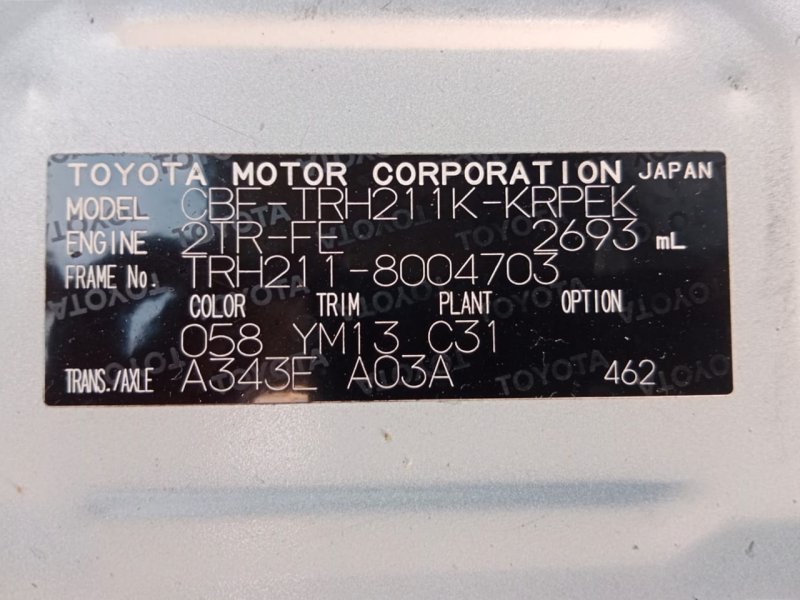 TOYOTA MOTOR CORPORATION JAPAN
MODEL CBF-TRH211K-KRPEK
ENGINE 2TR-FE 2693 mL
FRAME No. TRH211-8004703
COLOR TRIM PLANT OPTION
058 YM13 C31
TRANS./AXLE A343E A03A 462